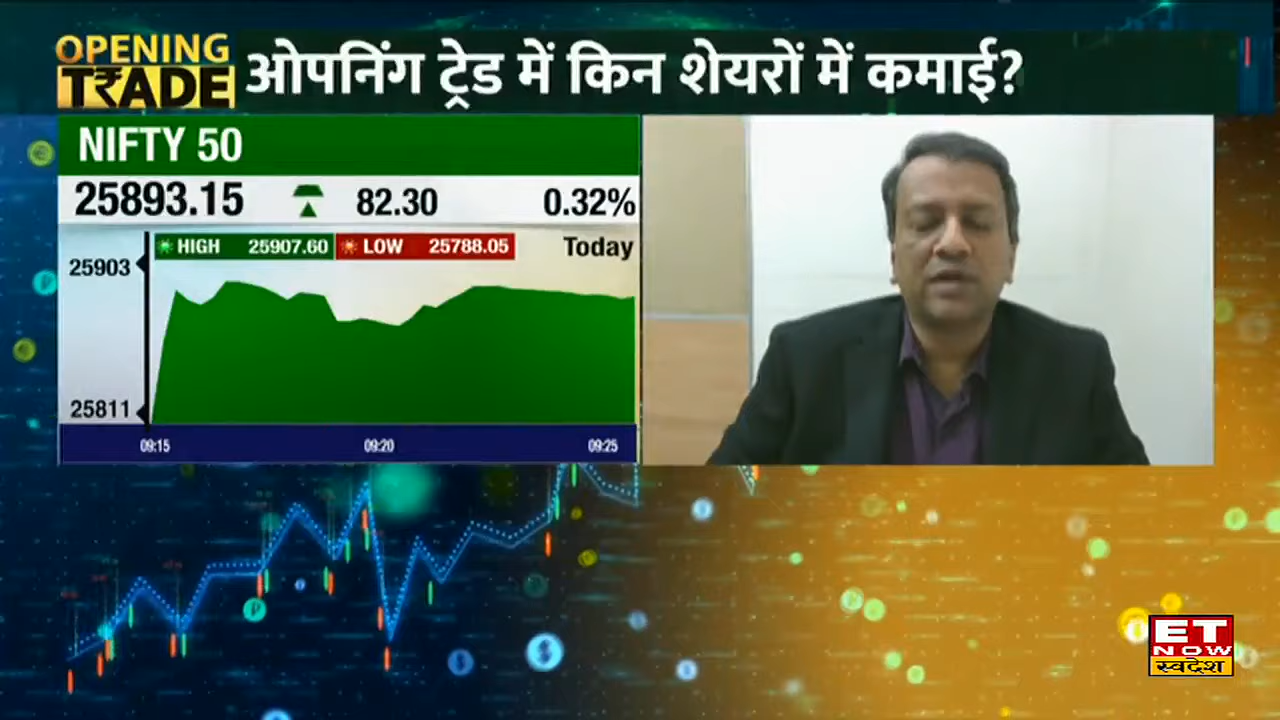 OPENING
TRADE
ओपनिंग ट्रेड में किन शेयरों में कमाई?
NIFTY 50
25893.15 82.30 0.32%
HIGH 25907.60 LOW 25788.05 Today
25903
25811
09:15 09:20 09:25
ET
NOW
स्वदेश